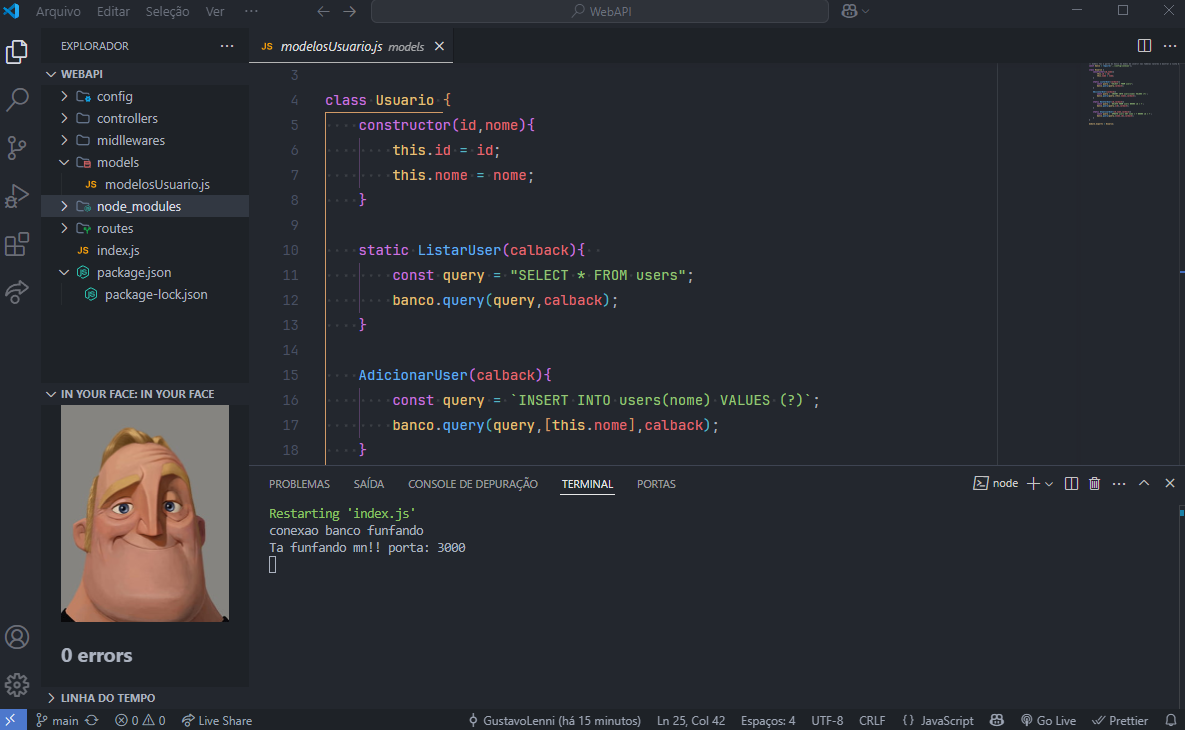 Arquivo Editar Seleção Ver ···
WebAPI
EXPLORADOR ···
WEBAPI
config
controllers
midllewares
models
JS modelosUsuario.js
node_modules
routes
JS index.js
package.json
package-lock.json
IN YOUR FACE: IN YOUR FACE
0 errors
LINHA DO TEMPO
JS modelosUsuario.js models
3
4 class Usuario {
5 constructor(id,nome){
6 this.id = id;
7 this.nome = nome;
8 }
9
10 static ListarUser(calback){
11 const query = "SELECT * FROM users";
12 banco.query(query,calback);
13 }
14
15 AdicionarUser(calback){
16 const query = `INSERT INTO users(nome) VALUES (?)`;
17 banco.query(query,[this.nome],calback);
18 }
PROBLEMAS SAÍDA CONSOLE DE DEPURAÇÃO TERMINAL PORTAS
node
Restarting 'index.js'
conexao banco funfando
Ta funfando mn!! porta: 3000
main 0 0 Live Share GustavoLenni (há 15 minutos) Ln 25, Col 42 Espaços: 4 UTF-8 CRLF {} JavaScript Go Live Prettier